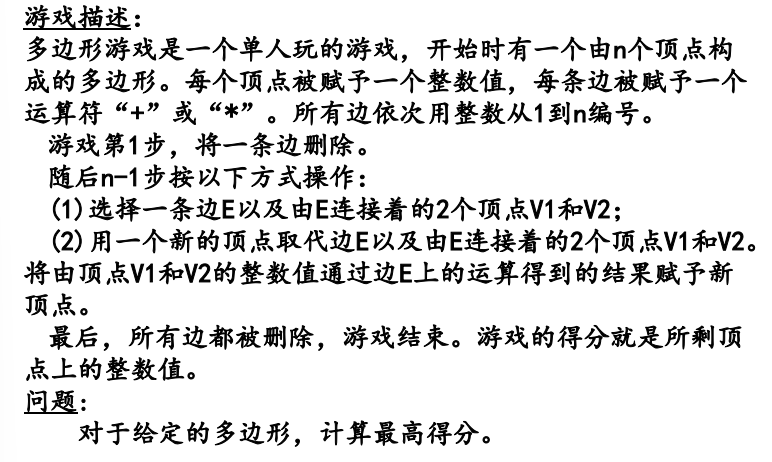 游戏描述：
多边形游戏是一个单人玩的游戏，开始时有一个由n个顶点构
成的多边形。每个顶点被赋予一个整数值，每条边被赋予一个
运算符“+”或“*”。所有边依次用整数从1到n编号。
游戏第1步，将一条边删除。
随后n-1步按以下方式操作：
(1)选择一条边E以及由E连接着的2个顶点V1和V2；
(2)用一个新的顶点取代边E以及由E连接着的2个顶点V1和V2。
将由顶点V1和V2的整数值通过边E上的运算得到的结果赋予新
顶点。
最后，所有边都被删除，游戏结束。游戏的得分就是所剩顶
点上的整数值。
问题：
对于给定的多边形，计算最高得分。